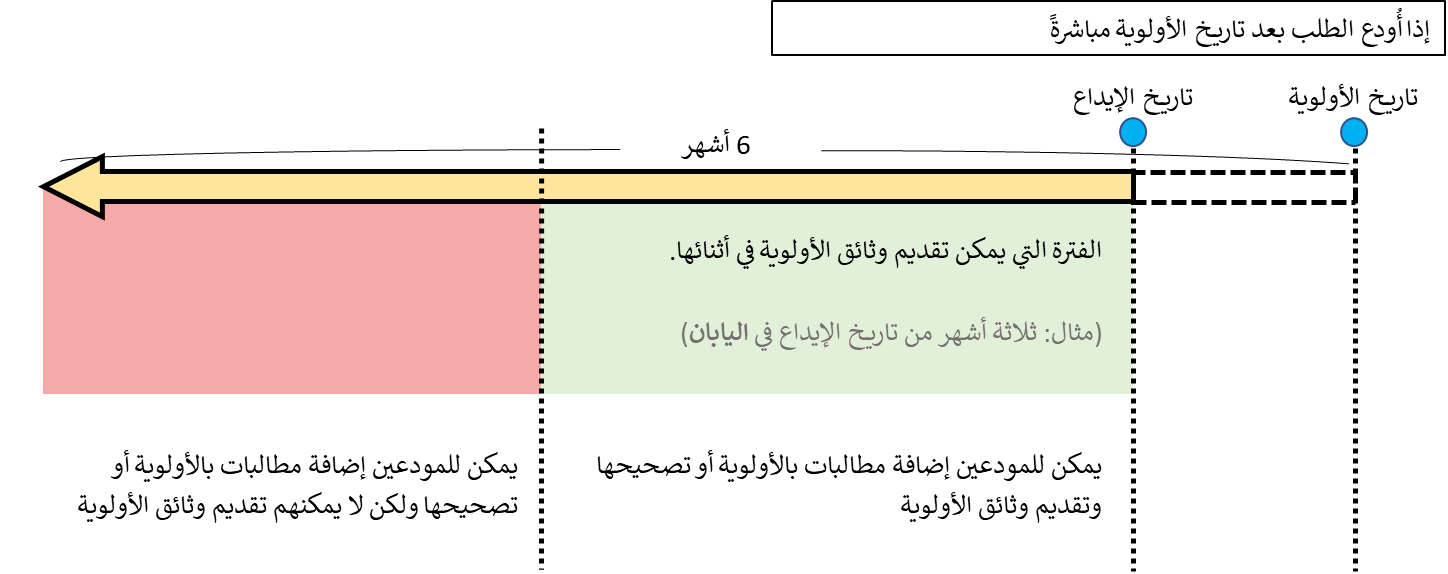 إذا أُودع الطلب بعد تاريخ الأولوية مباشرةً
تاريخ الأولوية
تاريخ الإيداع
6 أشهر
الفترة التي يمكن تقديم وثائق الأولوية في أثنائها.
(مثال: ثلاثة أشهر من تاريخ الإيداع في اليابان)
يمكن للمودعين إضافة مطالبات بالأولوية أو تصحيحها
وتقديم وثائق الأولوية
يمكن للمودعين إضافة مطالبات بالأولوية أو
تصحيحها ولكن لا يمكنهم تقديم وثائق الأولوية